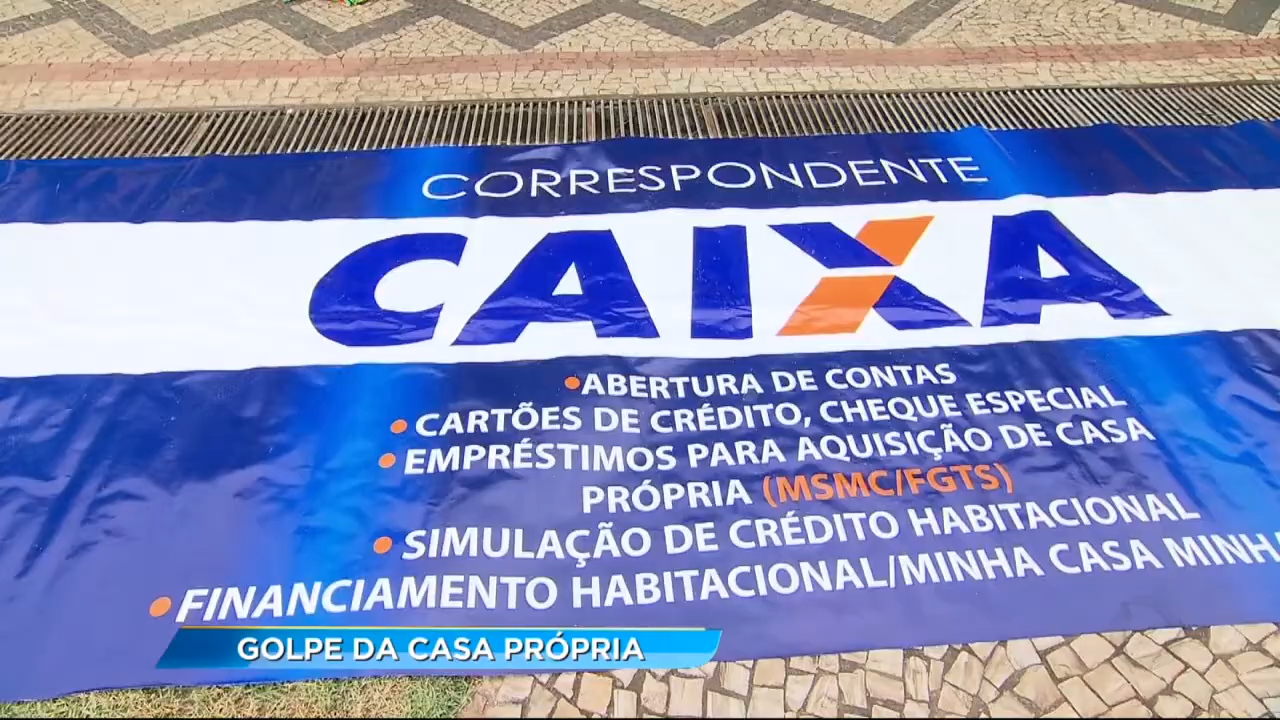 CORRESPONDENTE
CAIXA
•ABERTURA DE CONTAS
•CARTÕES DE CRÉDITO, CHEQUE ESPECIAL
•EMPRÉSTIMOS PARA AQUISIÇÃO DE CASA
PRÓPRIA (MSMC/FGTS)
•SIMULAÇÃO DE CRÉDITO HABITACIONAL
•FINANCIAMENTO HABITACIONAL/MINHA CASA MINHA
GOLPE DA CASA PRÓPRIA